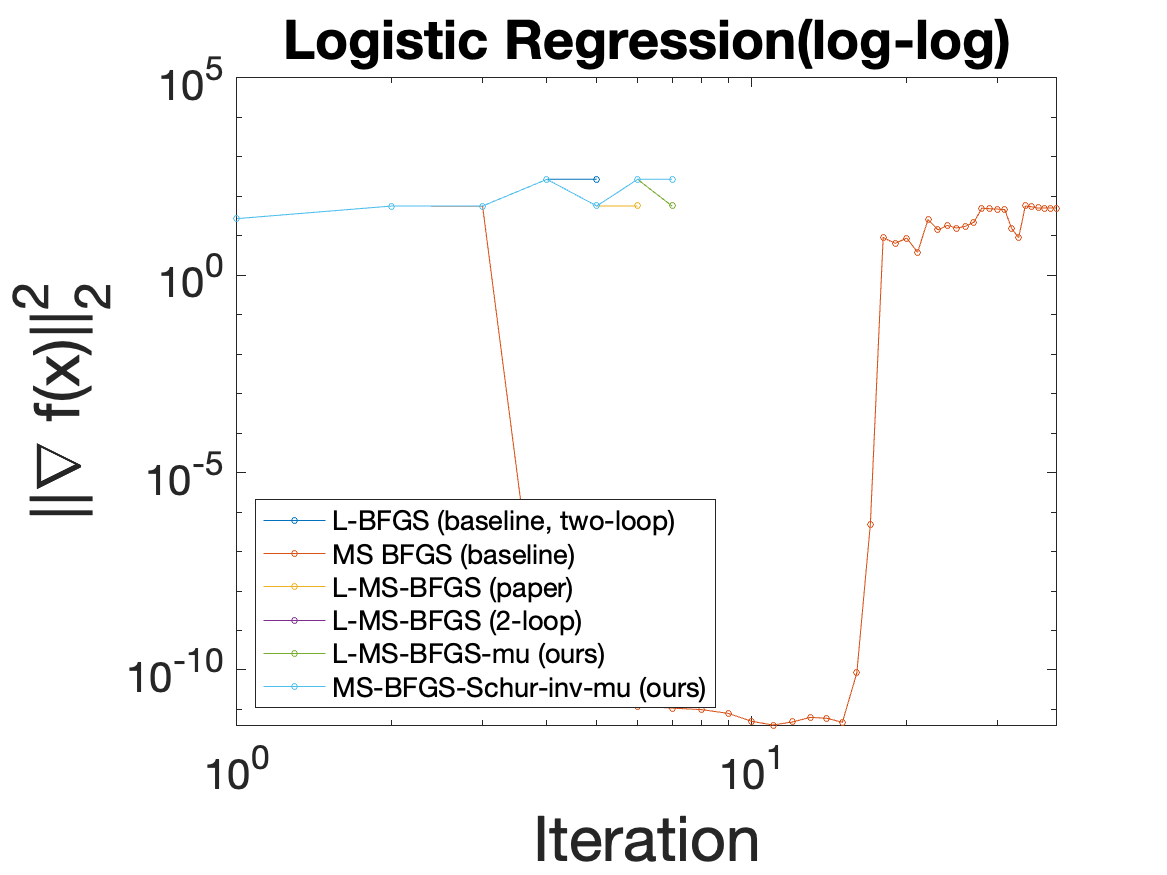 Logistic Regression(log-log)
10^5
10^0
10^-5
10^-10
||∇ f(x)||_2^2
L-BFGS (baseline, two-loop)
MS BFGS (baseline)
L-MS-BFGS (paper)
L-MS-BFGS (2-loop)
L-MS-BFGS-mu (ours)
MS-BFGS-Schur-inv-mu (ours)
10^0 10^1
Iteration